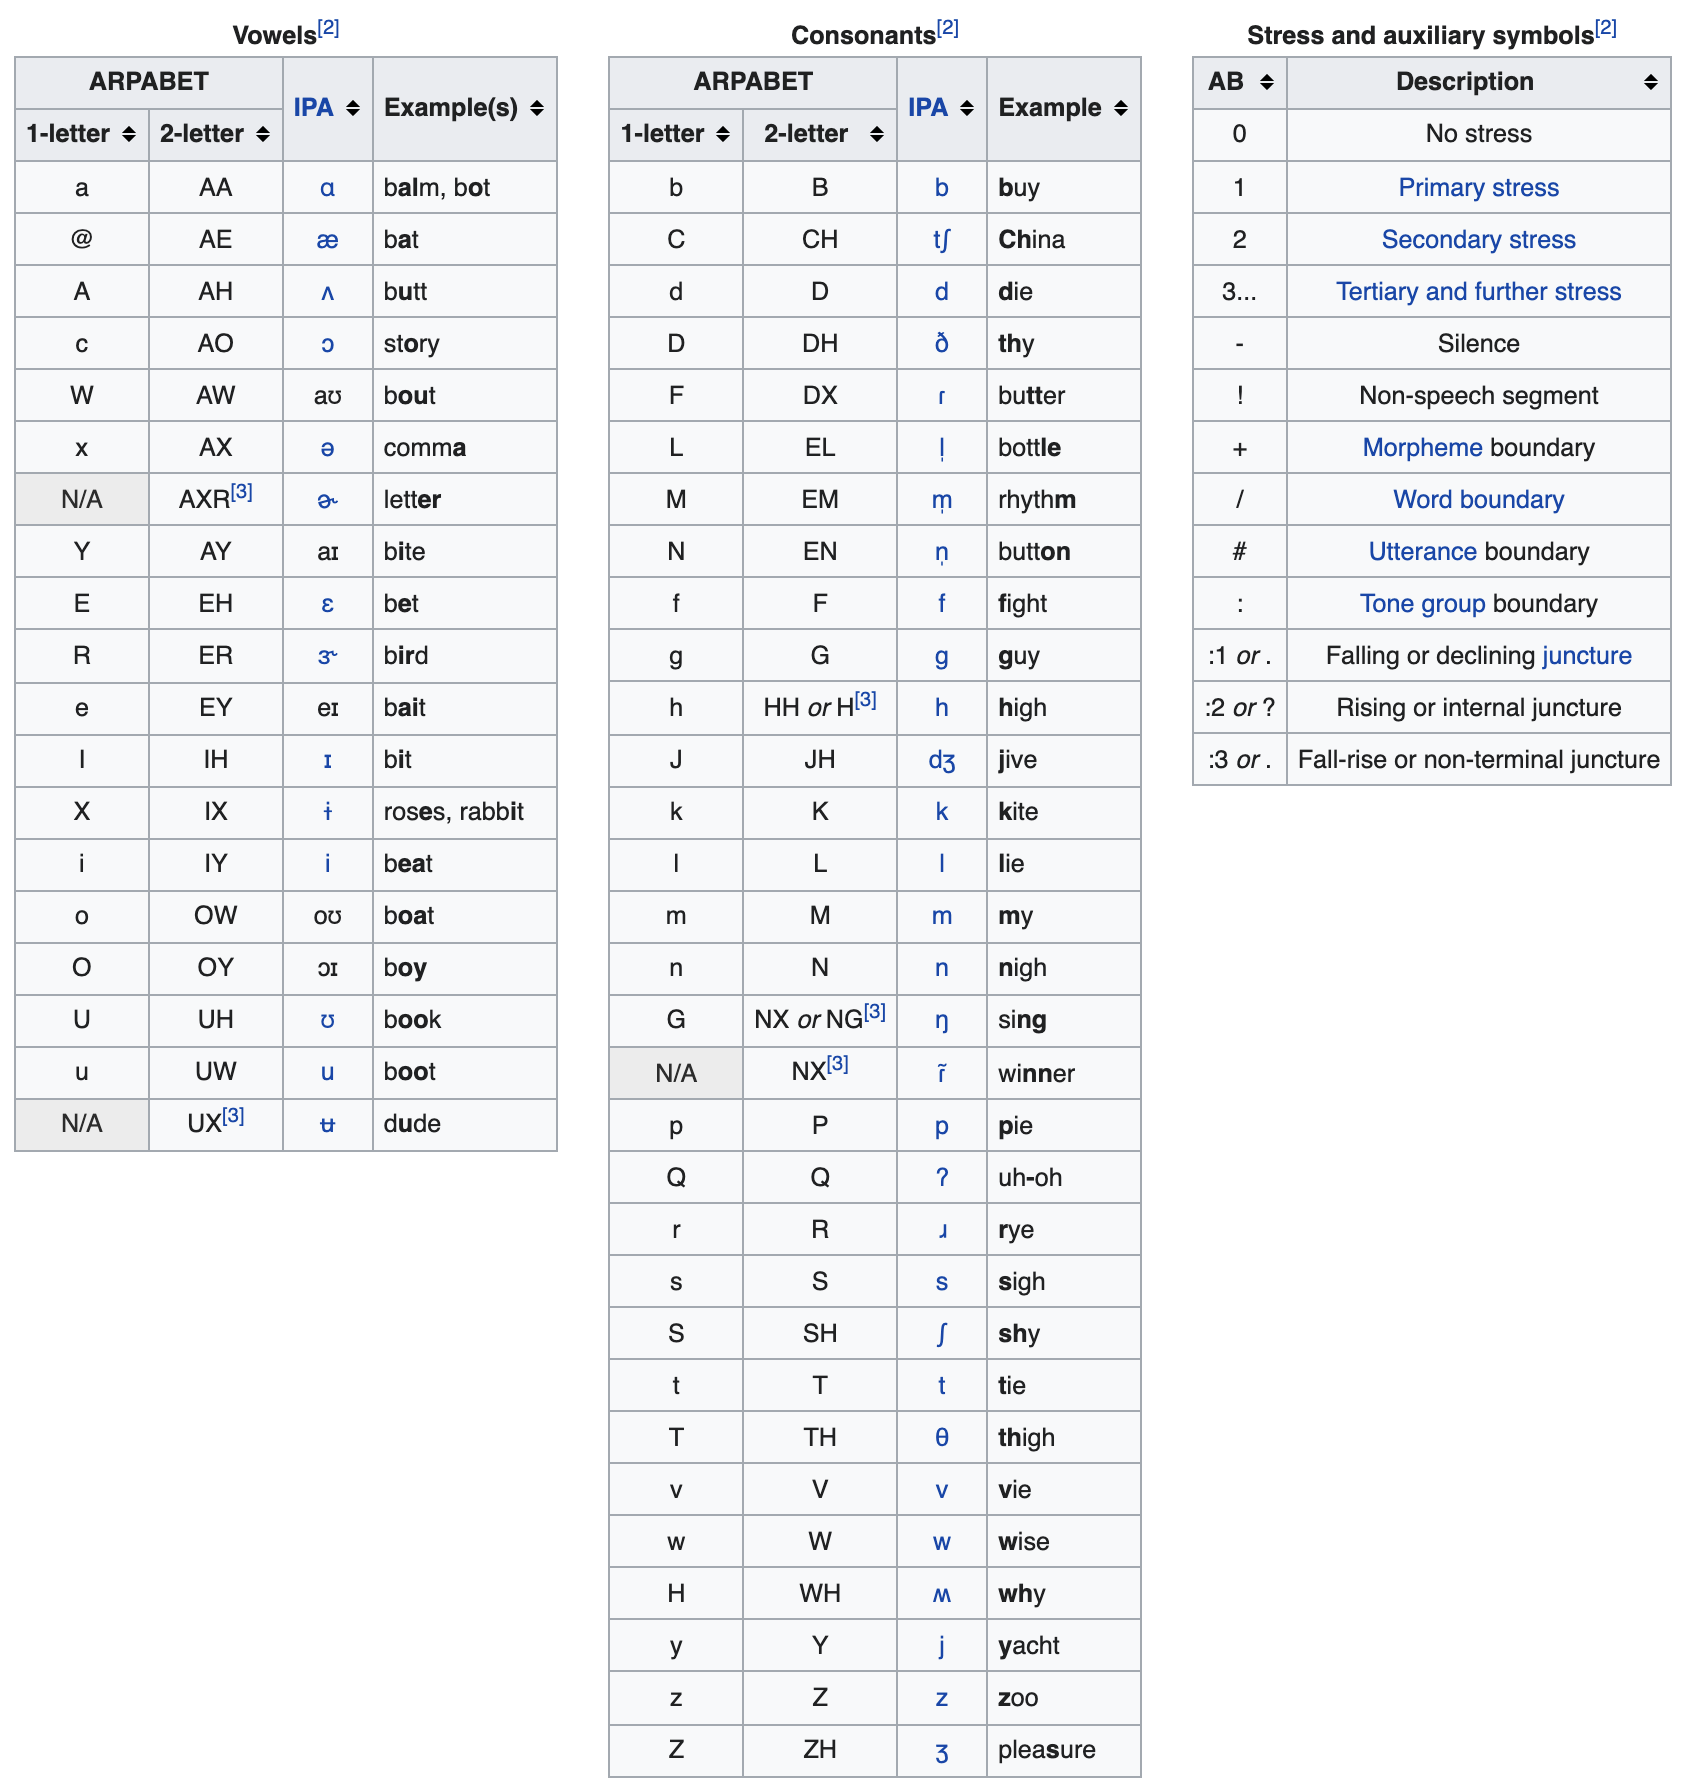 Vowels[2]
ARPABET IPA Example(s)
1-letter 2-letter
a AA ɑ balm, bot
@ AE æ bat
A AH ʌ butt
c AO ɔ story
W AW aʊ bout
x AX ə comma
N/A AXR[3] ɚ letter
Y AY aɪ bite
E EH ɛ bet
R ER ɝ bird
e EY eɪ bait
I IH ɪ bit
X IX ɨ roses, rabbit
i IY i beat
o OW oʊ boat
O OY ɔɪ boy
U UH ʊ book
u UW u boot
N/A UX[3] ʉ dude
Consonants[2]
ARPABET IPA Example
1-letter 2-letter
b B b buy
C CH tʃ China
d D d die
D DH ð thy
F DX ɾ butter
L EL l̩ bottle
M EM m̩ rhythm
N EN n̩ button
f F f fight
g G ɡ guy
h HH or H[3] h high
J JH dʒ jive
k K k kite
l L l lie
m M m my
n N n nigh
G NX or NG[3] ŋ sing
N/A NX[3] ɾ̃ winner
p P p pie
Q Q ʔ uh-oh
r R ɹ rye
s S s sigh
S SH ʃ shy
t T t tie
T TH θ thigh
v V v vie
w W w wise
H WH ʍ why
y Y j yacht
z Z z zoo
Z ZH ʒ pleasure
Stress and auxiliary symbols[2]
AB Description
0 No stress
1 Primary stress
2 Secondary stress
3... Tertiary and further stress
- Silence
! Non-speech segment
+ Morpheme boundary
/ Word boundary
# Utterance boundary
: Tone group boundary
:1 or . Falling or declining juncture
:2 or ? Rising or internal juncture
:3 or . Fall-rise or non-terminal juncture